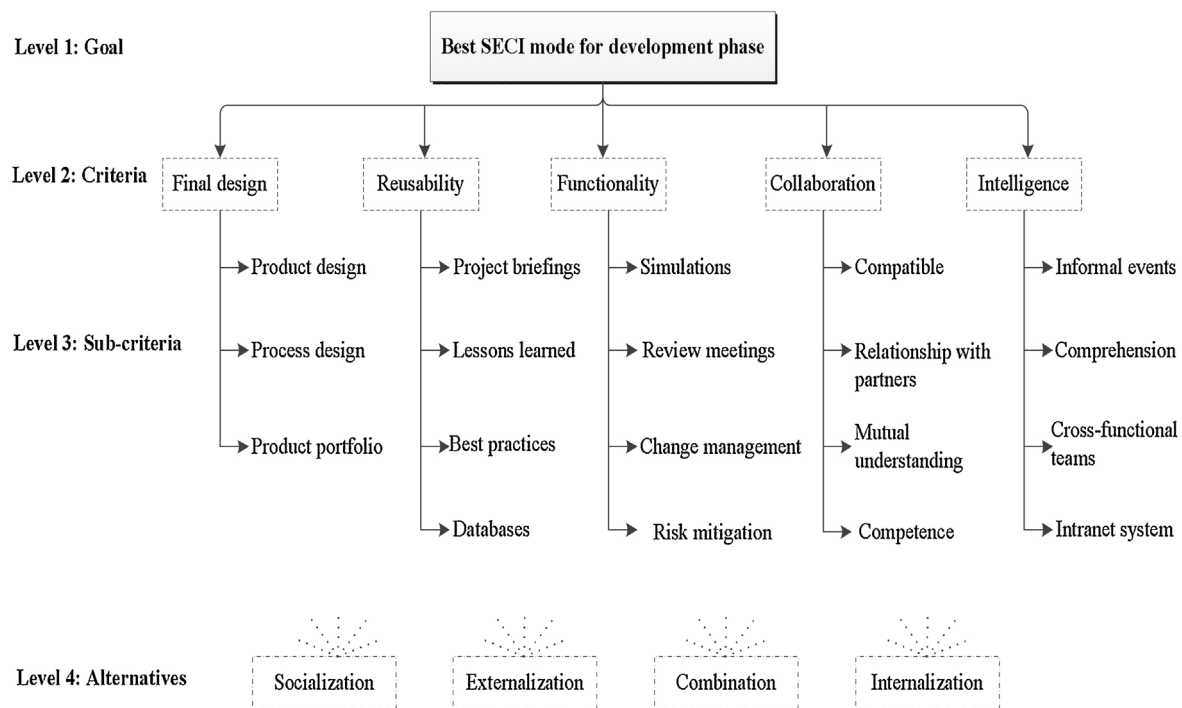 Level 1: Goal
Best SECI mode for development phase
Level 2: Criteria
Final design
Reusability
Functionality
Collaboration
Intelligence
Level 3: Sub-criteria
Product design
Process design
Product portfolio
Project briefings
Lessons learned
Best practices
Databases
Simulations
Review meetings
Change management
Risk mitigation
Compatible
Relationship with
partners
Mutual
understanding
Competence
Informal events
Comprehension
Cross-functional
teams
Intranet system
Level 4: Alternatives
Socialization
Externalization
Combination
Internalization